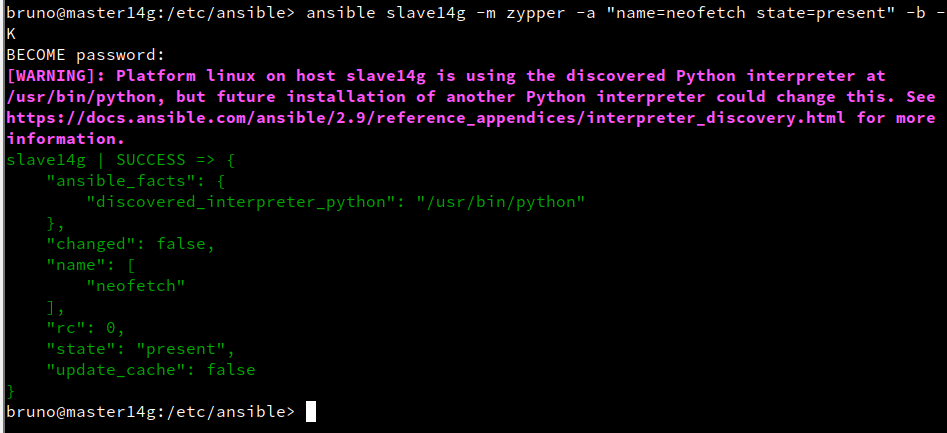 bruno@master14g:/etc/ansible> ansible slave14g -m zypper -a "name=neofetch state=present" -b -
K
BECOME password:
[WARNING]: Platform linux on host slave14g is using the discovered Python interpreter at
/usr/bin/python, but future installation of another Python interpreter could change this. See
https://docs.ansible.com/ansible/2.9/reference_appendices/interpreter_discovery.html for more
information.
slave14g | SUCCESS => {
    "ansible_facts": {
        "discovered_interpreter_python": "/usr/bin/python"
    },
    "changed": false,
    "name": [
        "neofetch"
    ],
    "rc": 0,
    "state": "present",
    "update_cache": false
}
bruno@master14g:/etc/ansible>